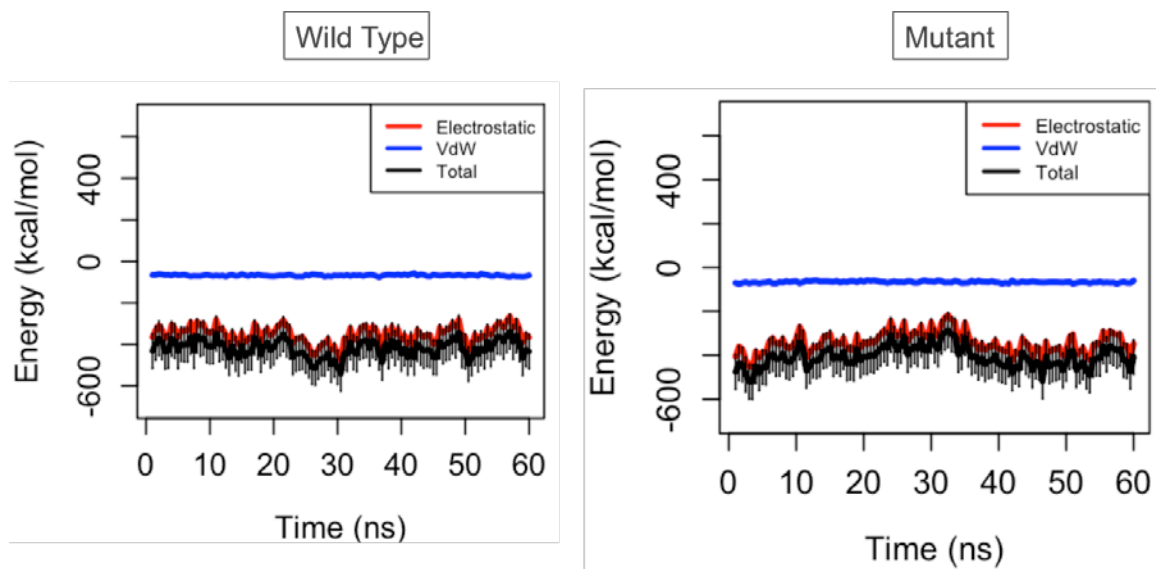 Wild Type
Energy (kcal/mol)
400
0
-600
Electrostatic
VdW
Total
0 10 20 30 40 50 60
Time (ns)
Mutant
Energy (kcal/mol)
400
0
-600
Electrostatic
VdW
Total
0 10 20 30 40 50 60
Time (ns)